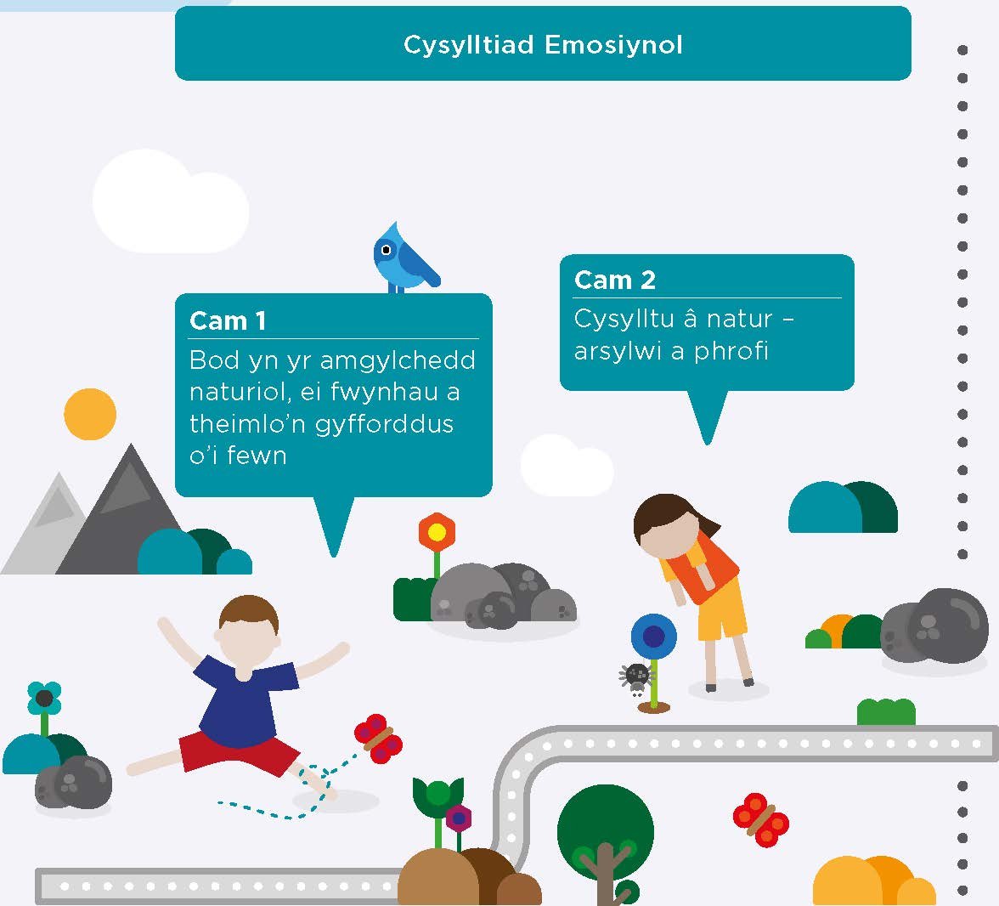 Cysylltiad Emosiynol
Cam 1
Bod yn yr amgylchedd
naturiol, ei fwynhau a
theimlo’n gyfforddus
o’i fewn
Cam 2
Cysylltu â natur –
arsylwi a phrofi